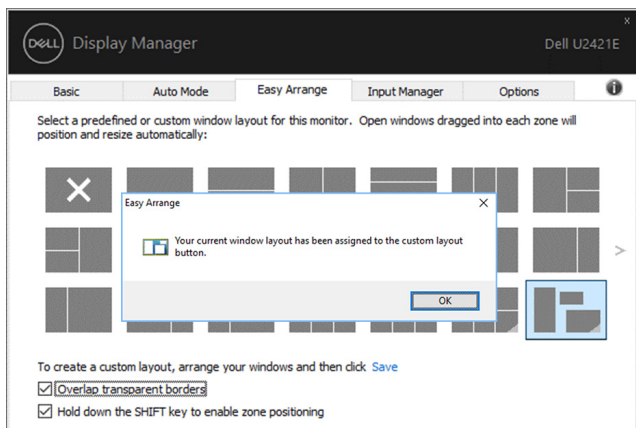 x
DELL Display Manager Dell U2421E
Basic Auto Mode Easy Arrange Input Manager Options
Select a predefined or custom window layout for this monitor. Open windows dragged into each zone will
position and resize automatically:
Easy Arrange
Your current window layout has been assigned to the custom layout
button.
OK
To create a custom layout, arrange your windows and then click Save
Overlap transparent borders
Hold down the SHIFT key to enable zone positioning